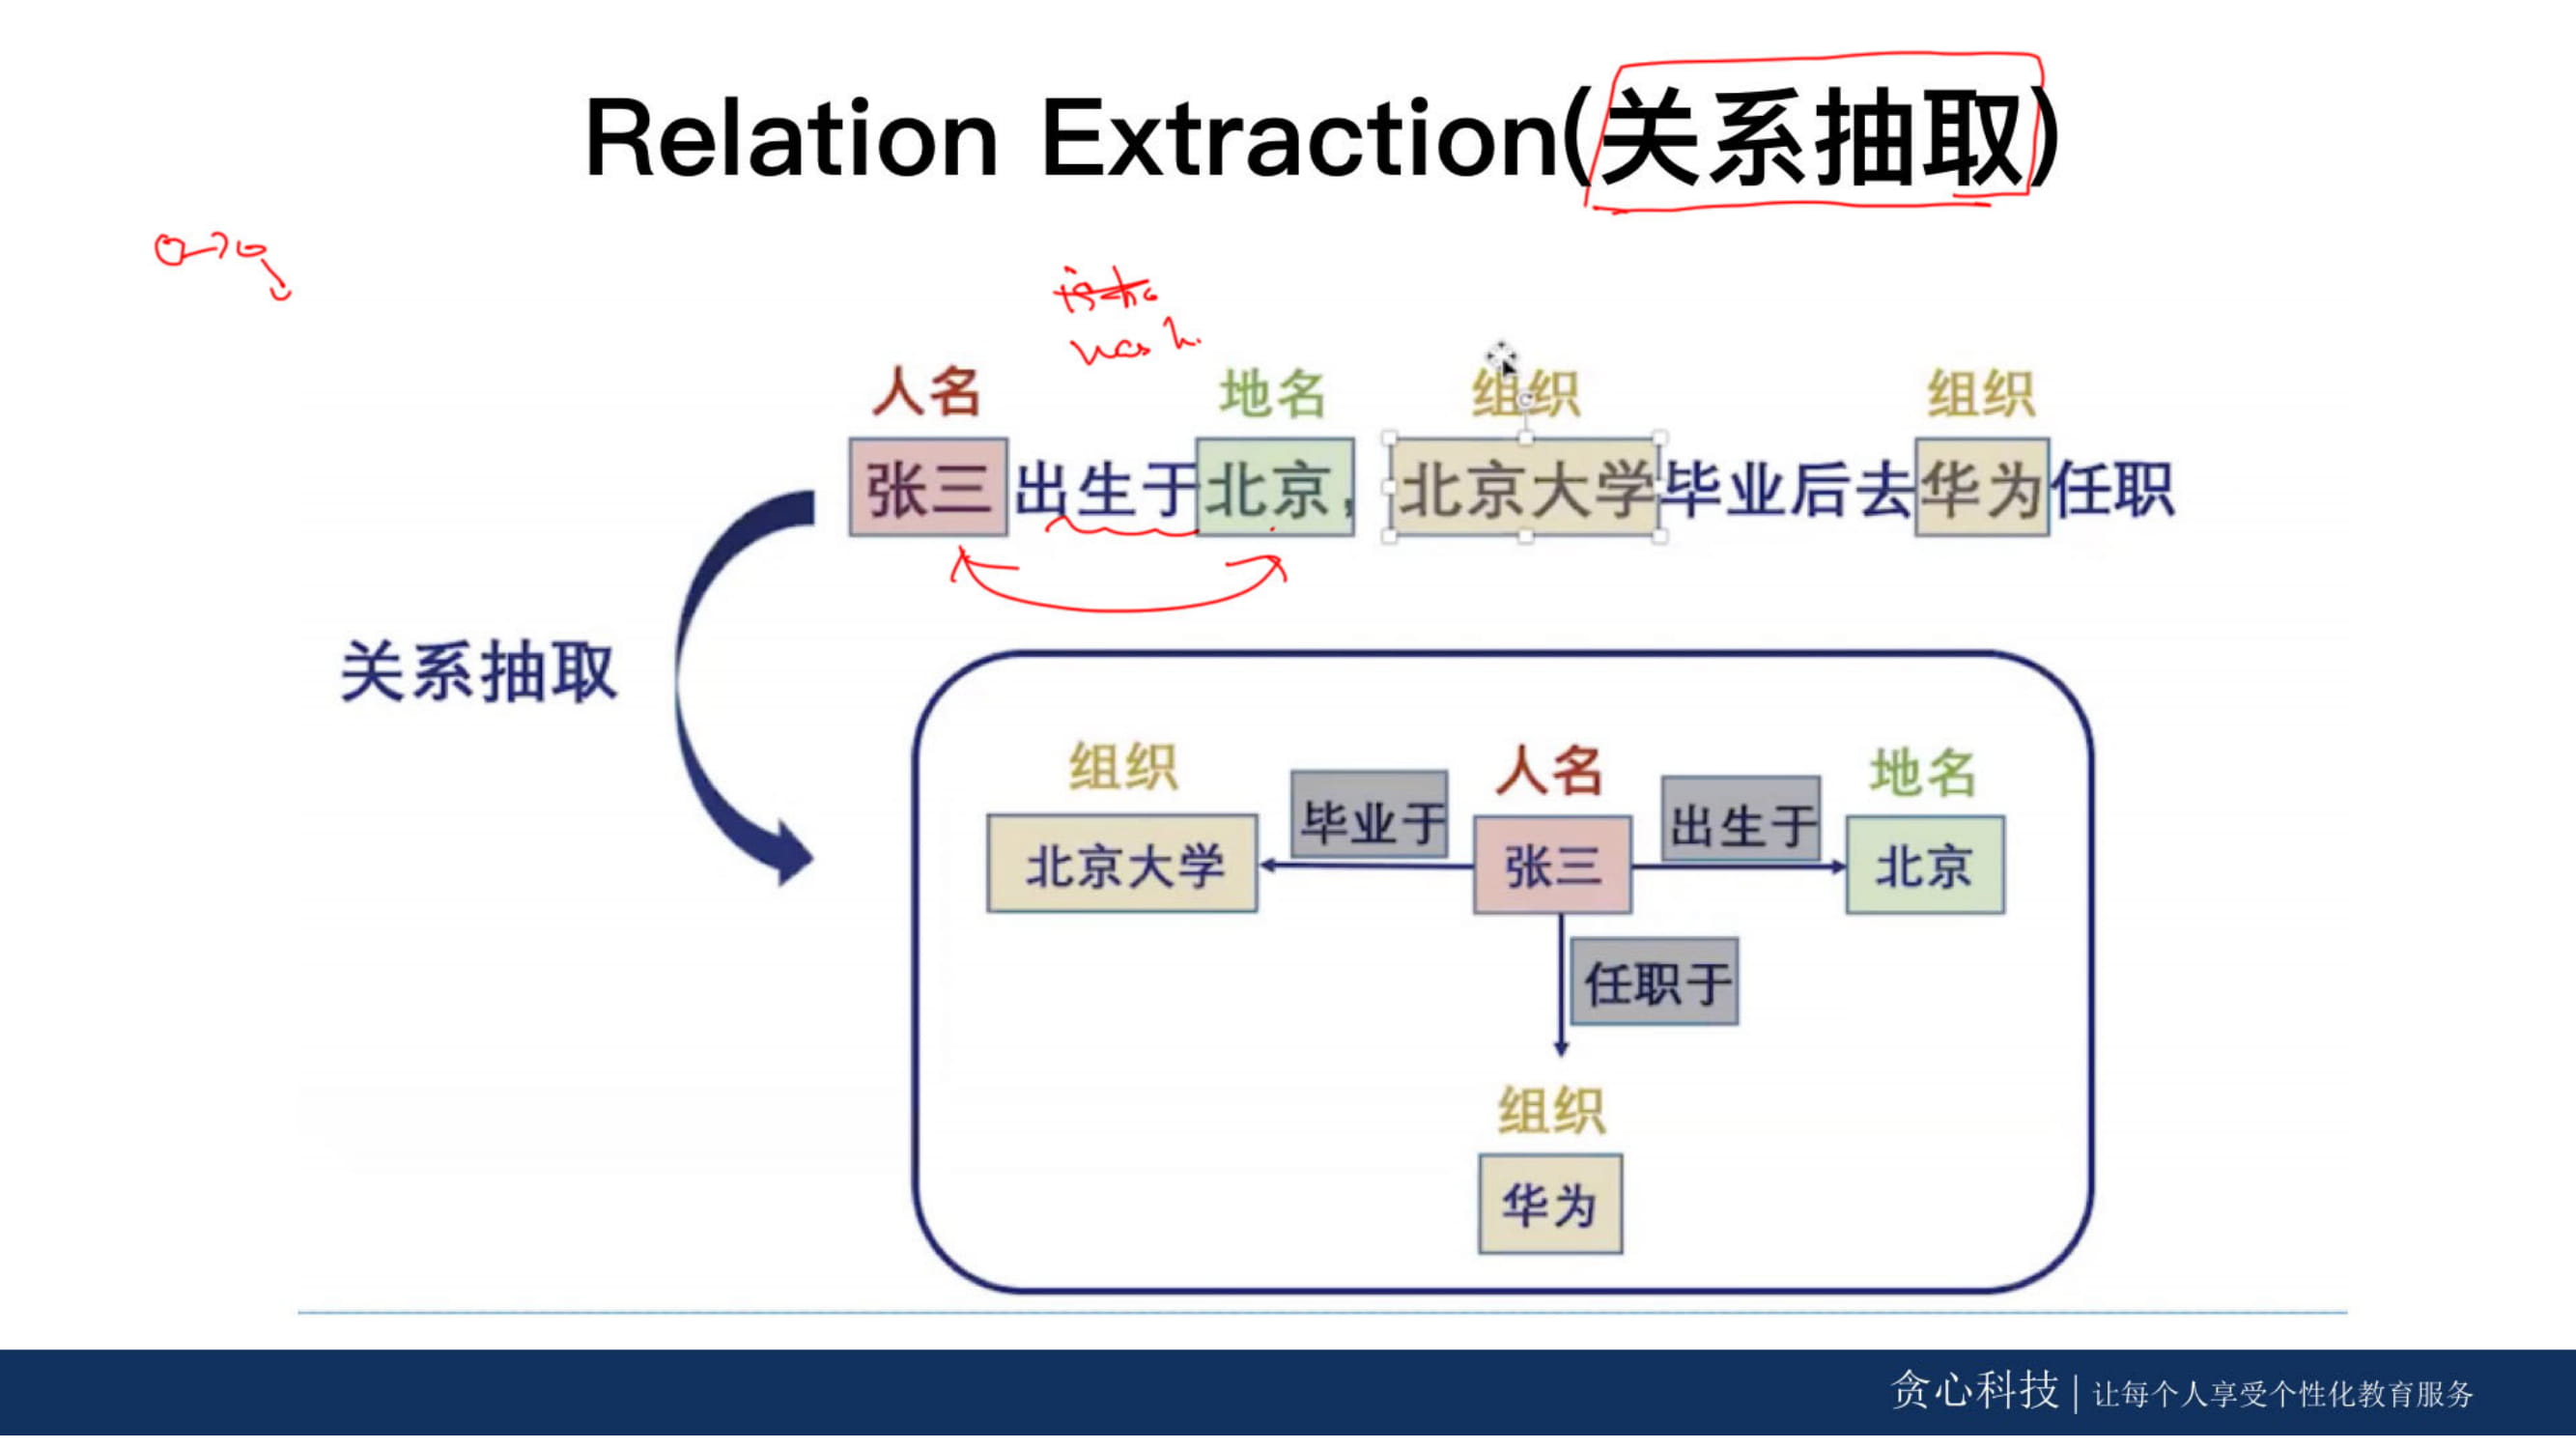 Relation Extraction(关系抽取)
人名 地名 组织 组织
张三出生于北京, 北京大学毕业后去华为任职
关系抽取
组织 毕业于 人名 出生于 地名
北京大学 张三 北京
任职于
组织
华为
贪心科技 | 让每个人享受个性化教育服务